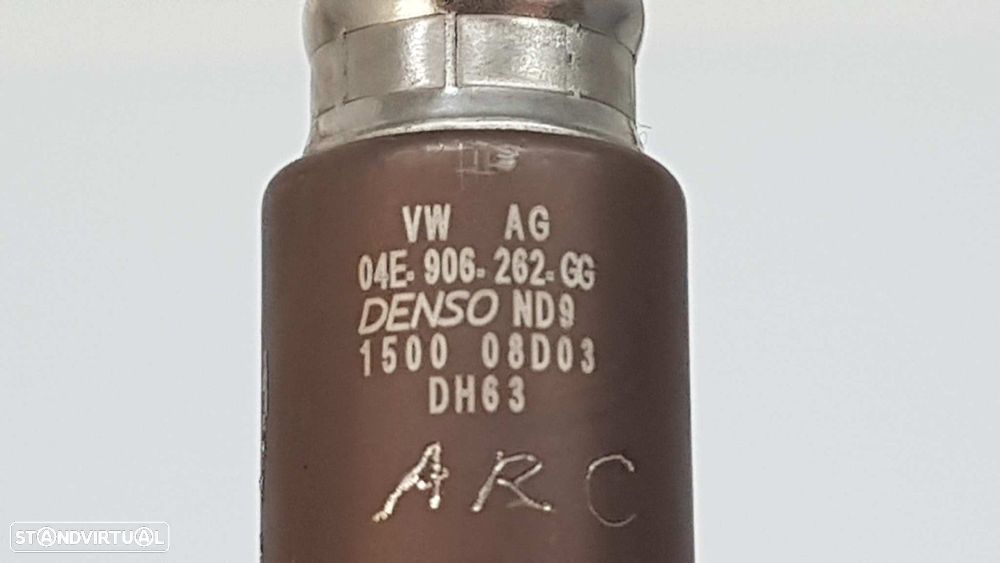 VW AG
04E-906-262-GG
DENSO ND9
1500 08D03
DH63
ARC
STANDVIRTUAL